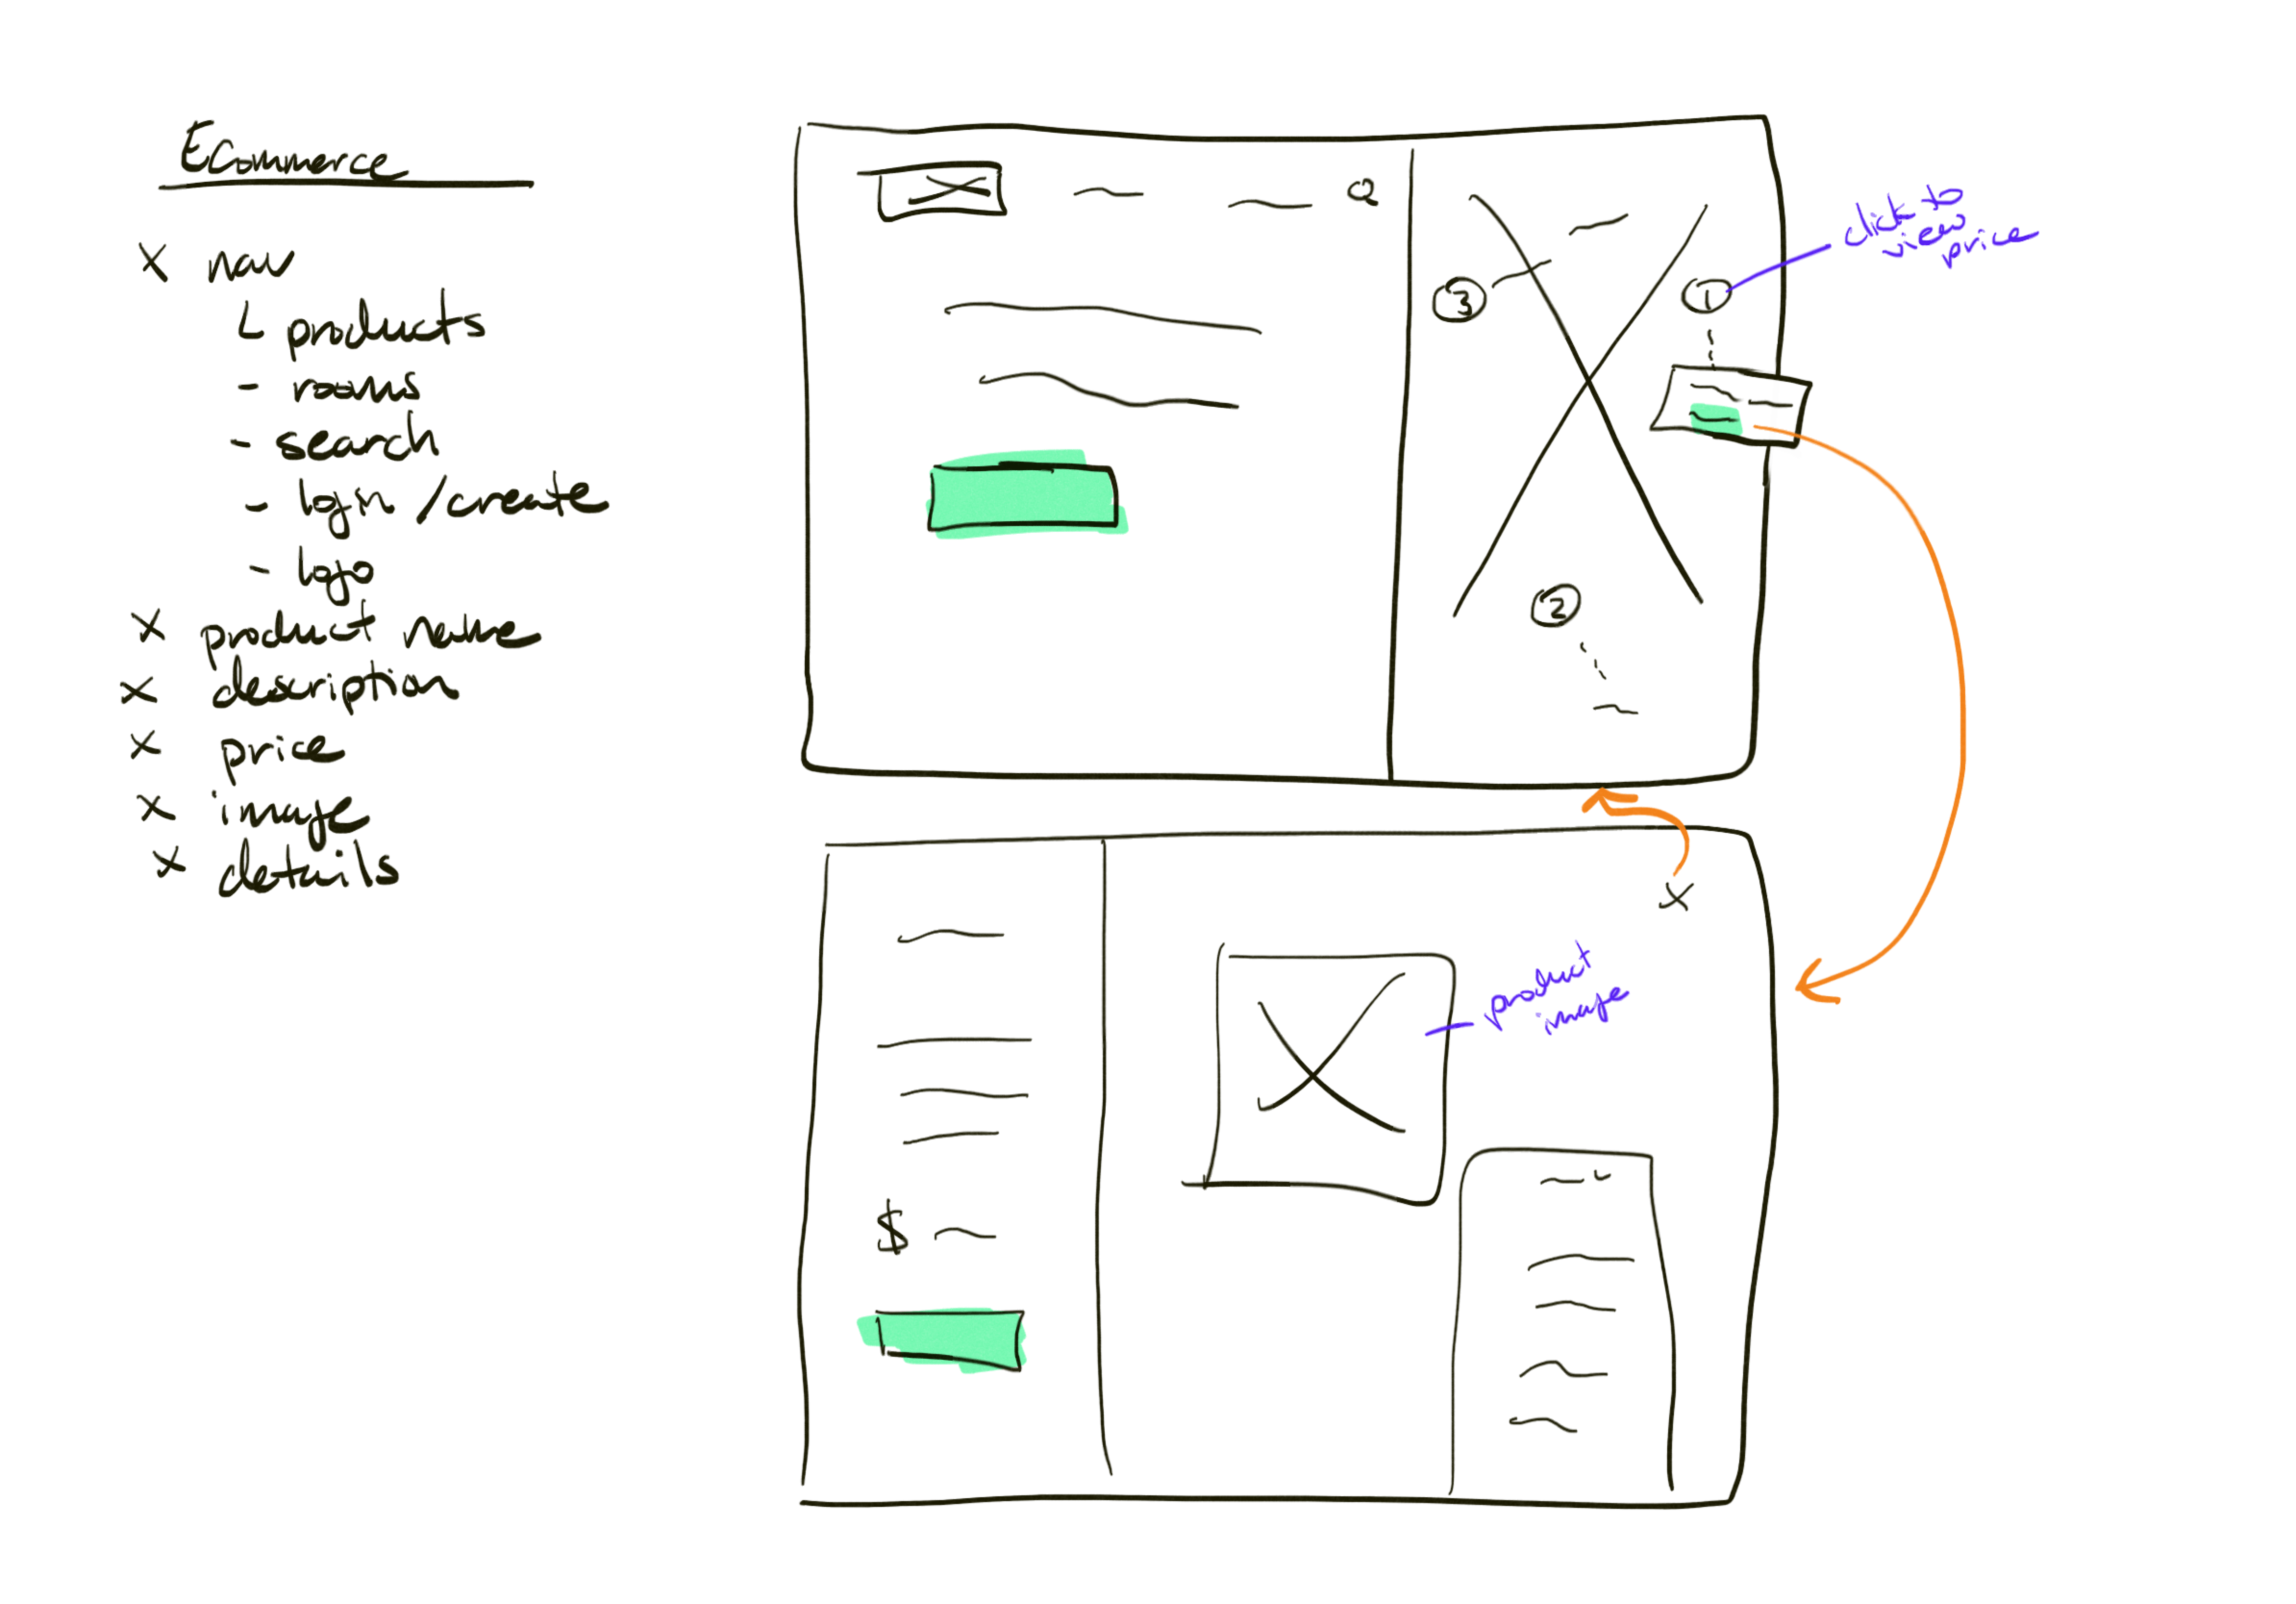 Ecommerce
x nav
└ products
- rooms
- search
- login / create
- logo
x product name
x description
x price
x image
x details
click to
view
price
3
1
2
x
product
image
$